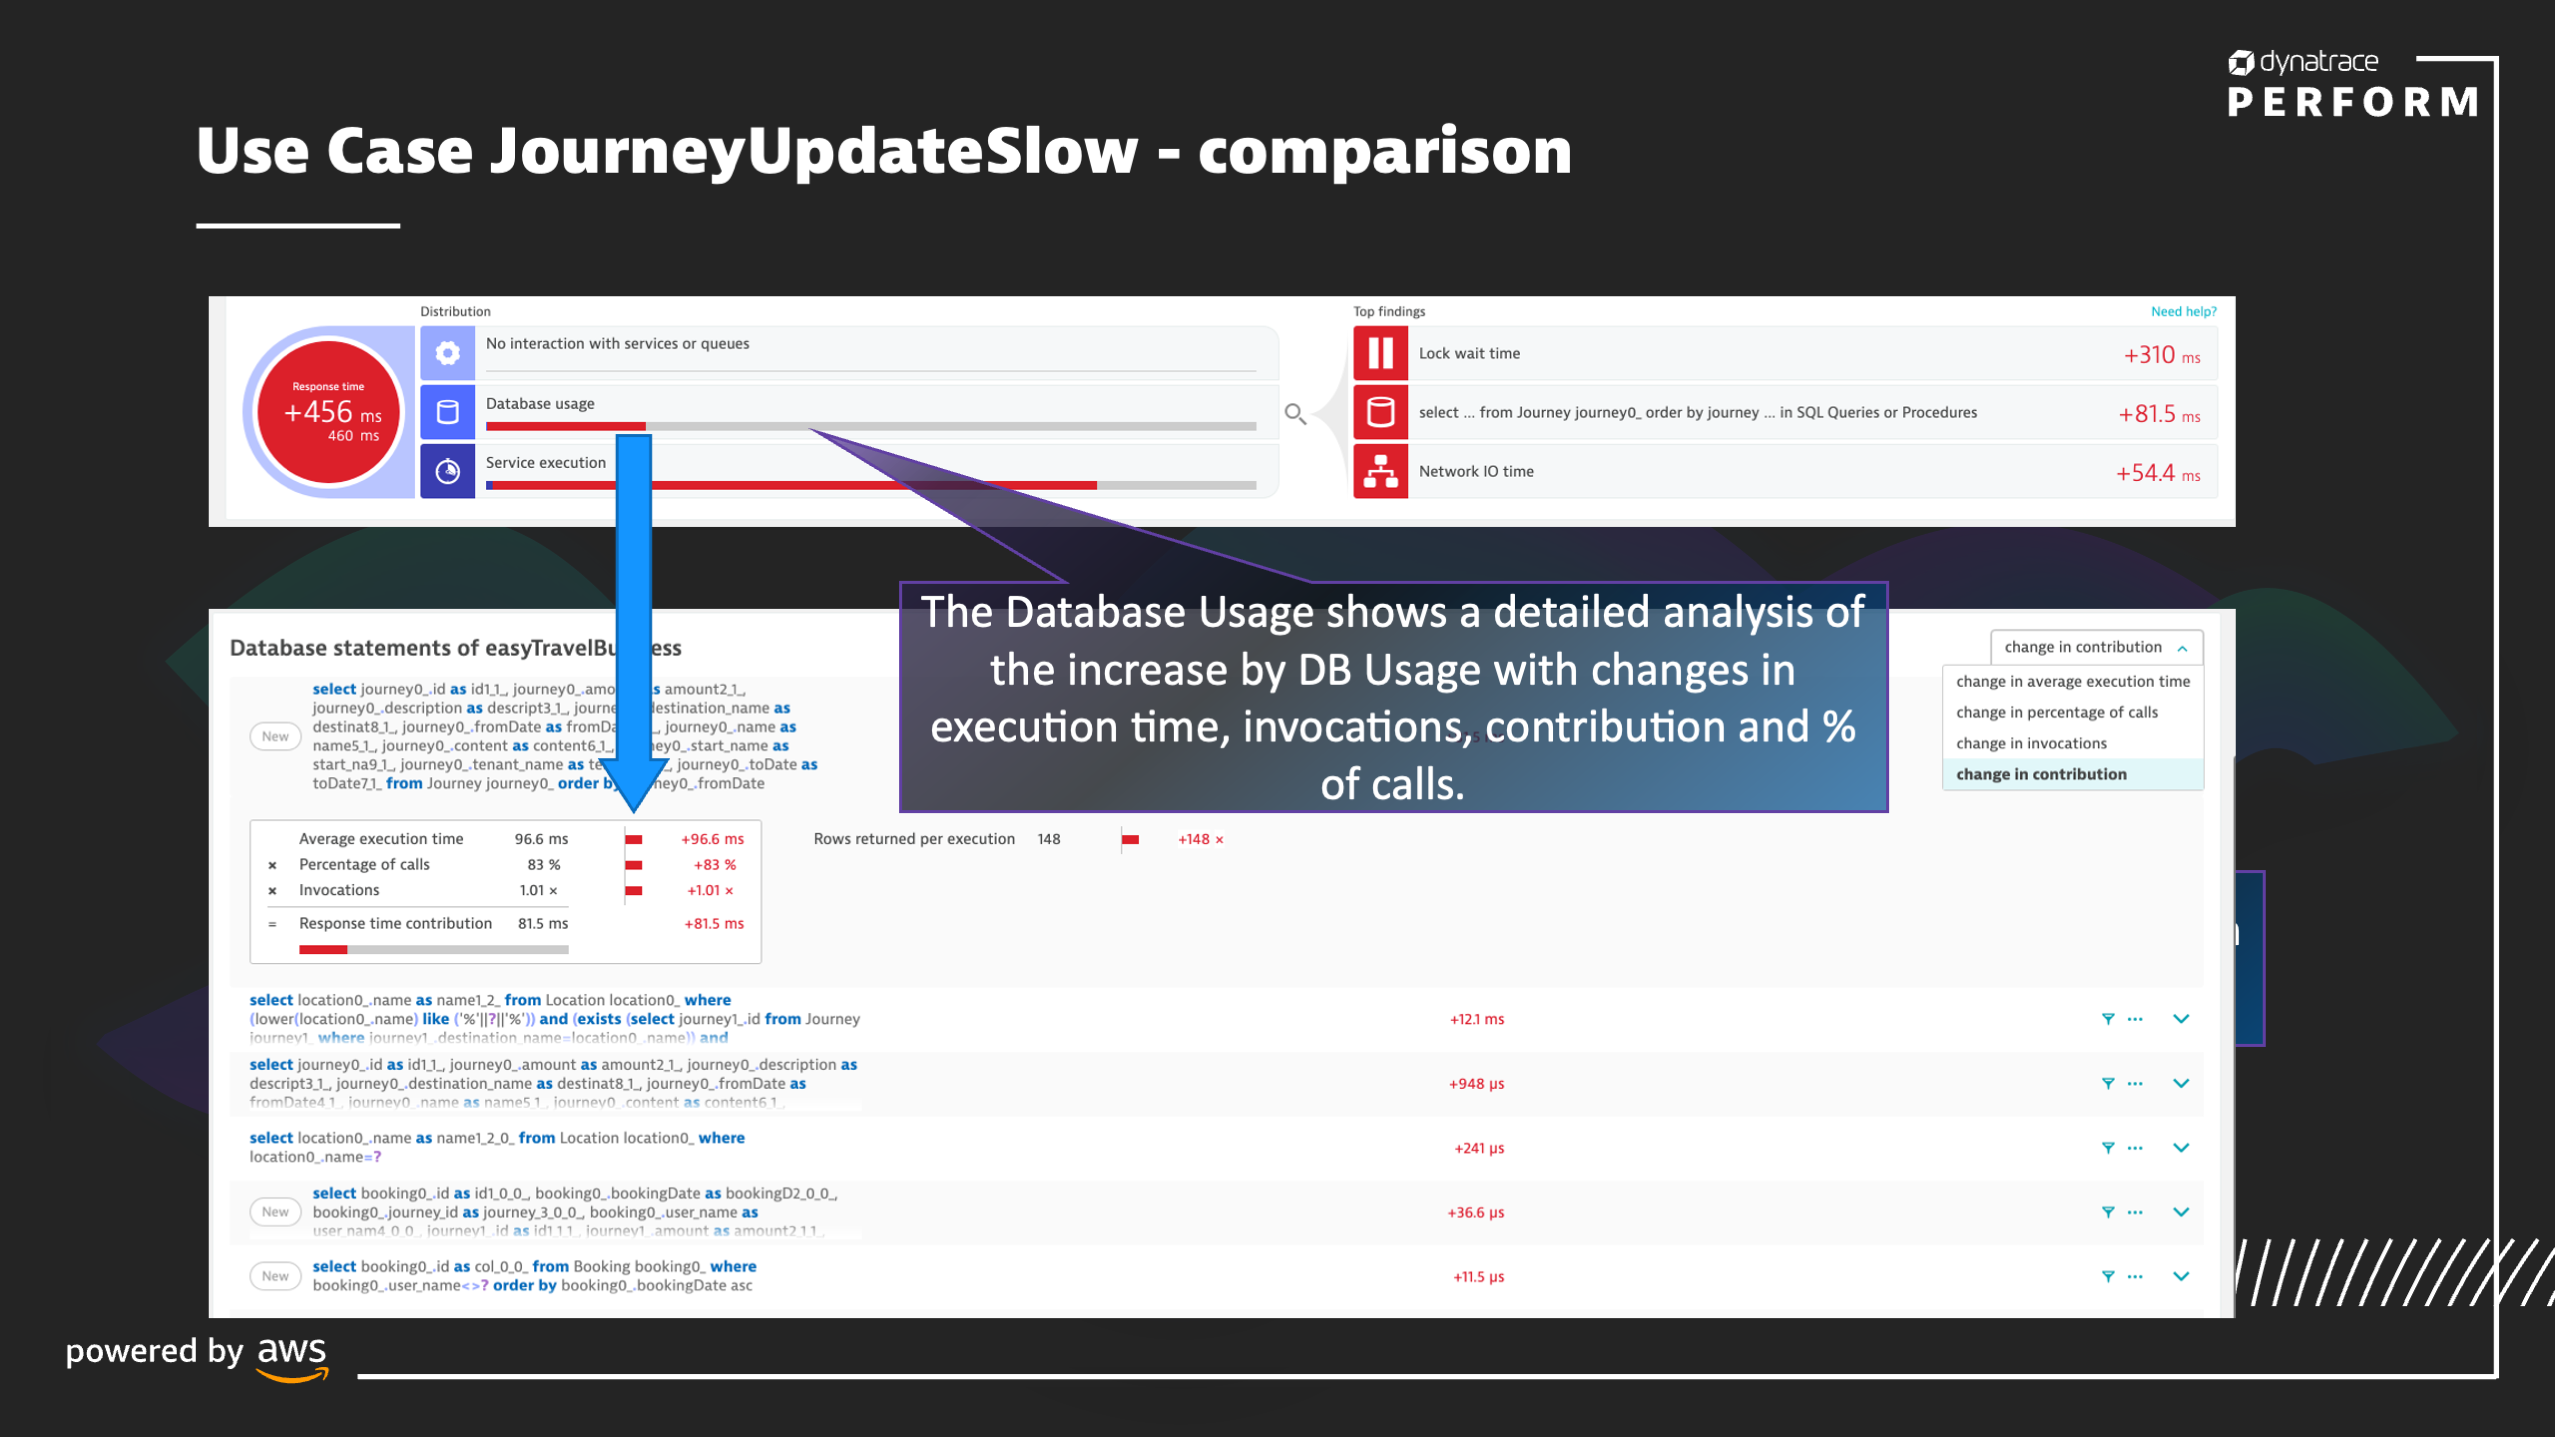 dynatrace
PERFORM
Use Case JourneyUpdateSlow - comparison
Distribution
Response time
+456 ms
460 ms
No interaction with services or queues
Database usage
Service execution
Top findings
Need help?
Lock wait time
+310 ms
select ... from Journey journey0_ order by journey ... in SQL Queries or Procedures
+81.5 ms
Network IO time
+54.4 ms
The Database Usage shows a detailed analysis of
the increase by DB Usage with changes in
execution time, invocations, contribution and %
of calls.
Database statements of easyTravelBu ess
change in contribution
change in average execution time
change in percentage of calls
change in invocations
change in contribution
New
select journey0_.id as id1_1_, journey0_.amo s amount2_1_,
journey0_.description as descript3_1_, journe estination_name as
destinat8_1_, journey0_.fromDate as fromDa _, journey0_.name as
name5_1_, journey0_.content as content6_1_, ney0_.start_name as
start_na9_1_, journey0_.tenant_name as te _, journey0_.toDate as
toDate7_1_ from Journey journey0_ order by ney0_.fromDate
Average execution time 96.6 ms +96.6 ms
× Percentage of calls 83 % +83 %
× Invocations 1.01 × +1.01 ×
= Response time contribution 81.5 ms +81.5 ms
Rows returned per execution 148 +148 ×
select location0_.name as name1_2_ from Location location0_ where
(lower(location0_.name) like ('%'||?||'%')) and (exists (select journey1_.id from Journey
journey1_ where journey1_.destination_name=location0_.name)) and
+12.1 ms
select journey0_.id as id1_1_, journey0_.amount as amount2_1_, journey0_.description as
descript3_1_, journey0_.destination_name as destinat8_1_, journey0_.fromDate as
fromDate4_1_, journey0_.name as name5_1_, journey0_.content as content6_1_,
+948 µs
select location0_.name as name1_2_0_ from Location location0_ where
location0_.name=?
+241 µs
New
select booking0_.id as id1_0_0_, booking0_.bookingDate as bookingD2_0_0_,
booking0_.journey_id as journey_3_0_0_, booking0_.user_name as
user_nam4_0_0_, journey1_.id as id1_1_1_, journey1_.amount as amount2_1_1_,
+36.6 µs
New
select booking0_.id as col_0_0_ from Booking booking0_ where
booking0_.user_name<>? order by booking0_.bookingDate asc
+11.5 µs
powered by aws